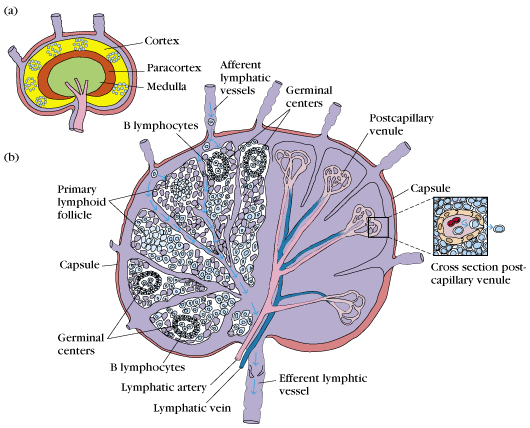 (a)
Cortex
Paracortex
Medulla
Afferent
lymphatic
vessels
Germinal
centers
B lymphocytes
Postcapillary
venule
(b)
Primary
lymphoid
follicle
Capsule
Capsule
Cross section post-
capillary venule
Germinal
centers
B lymphocytes
Lymphatic artery
Lymphatic vein
Efferent lymphtic
vessel